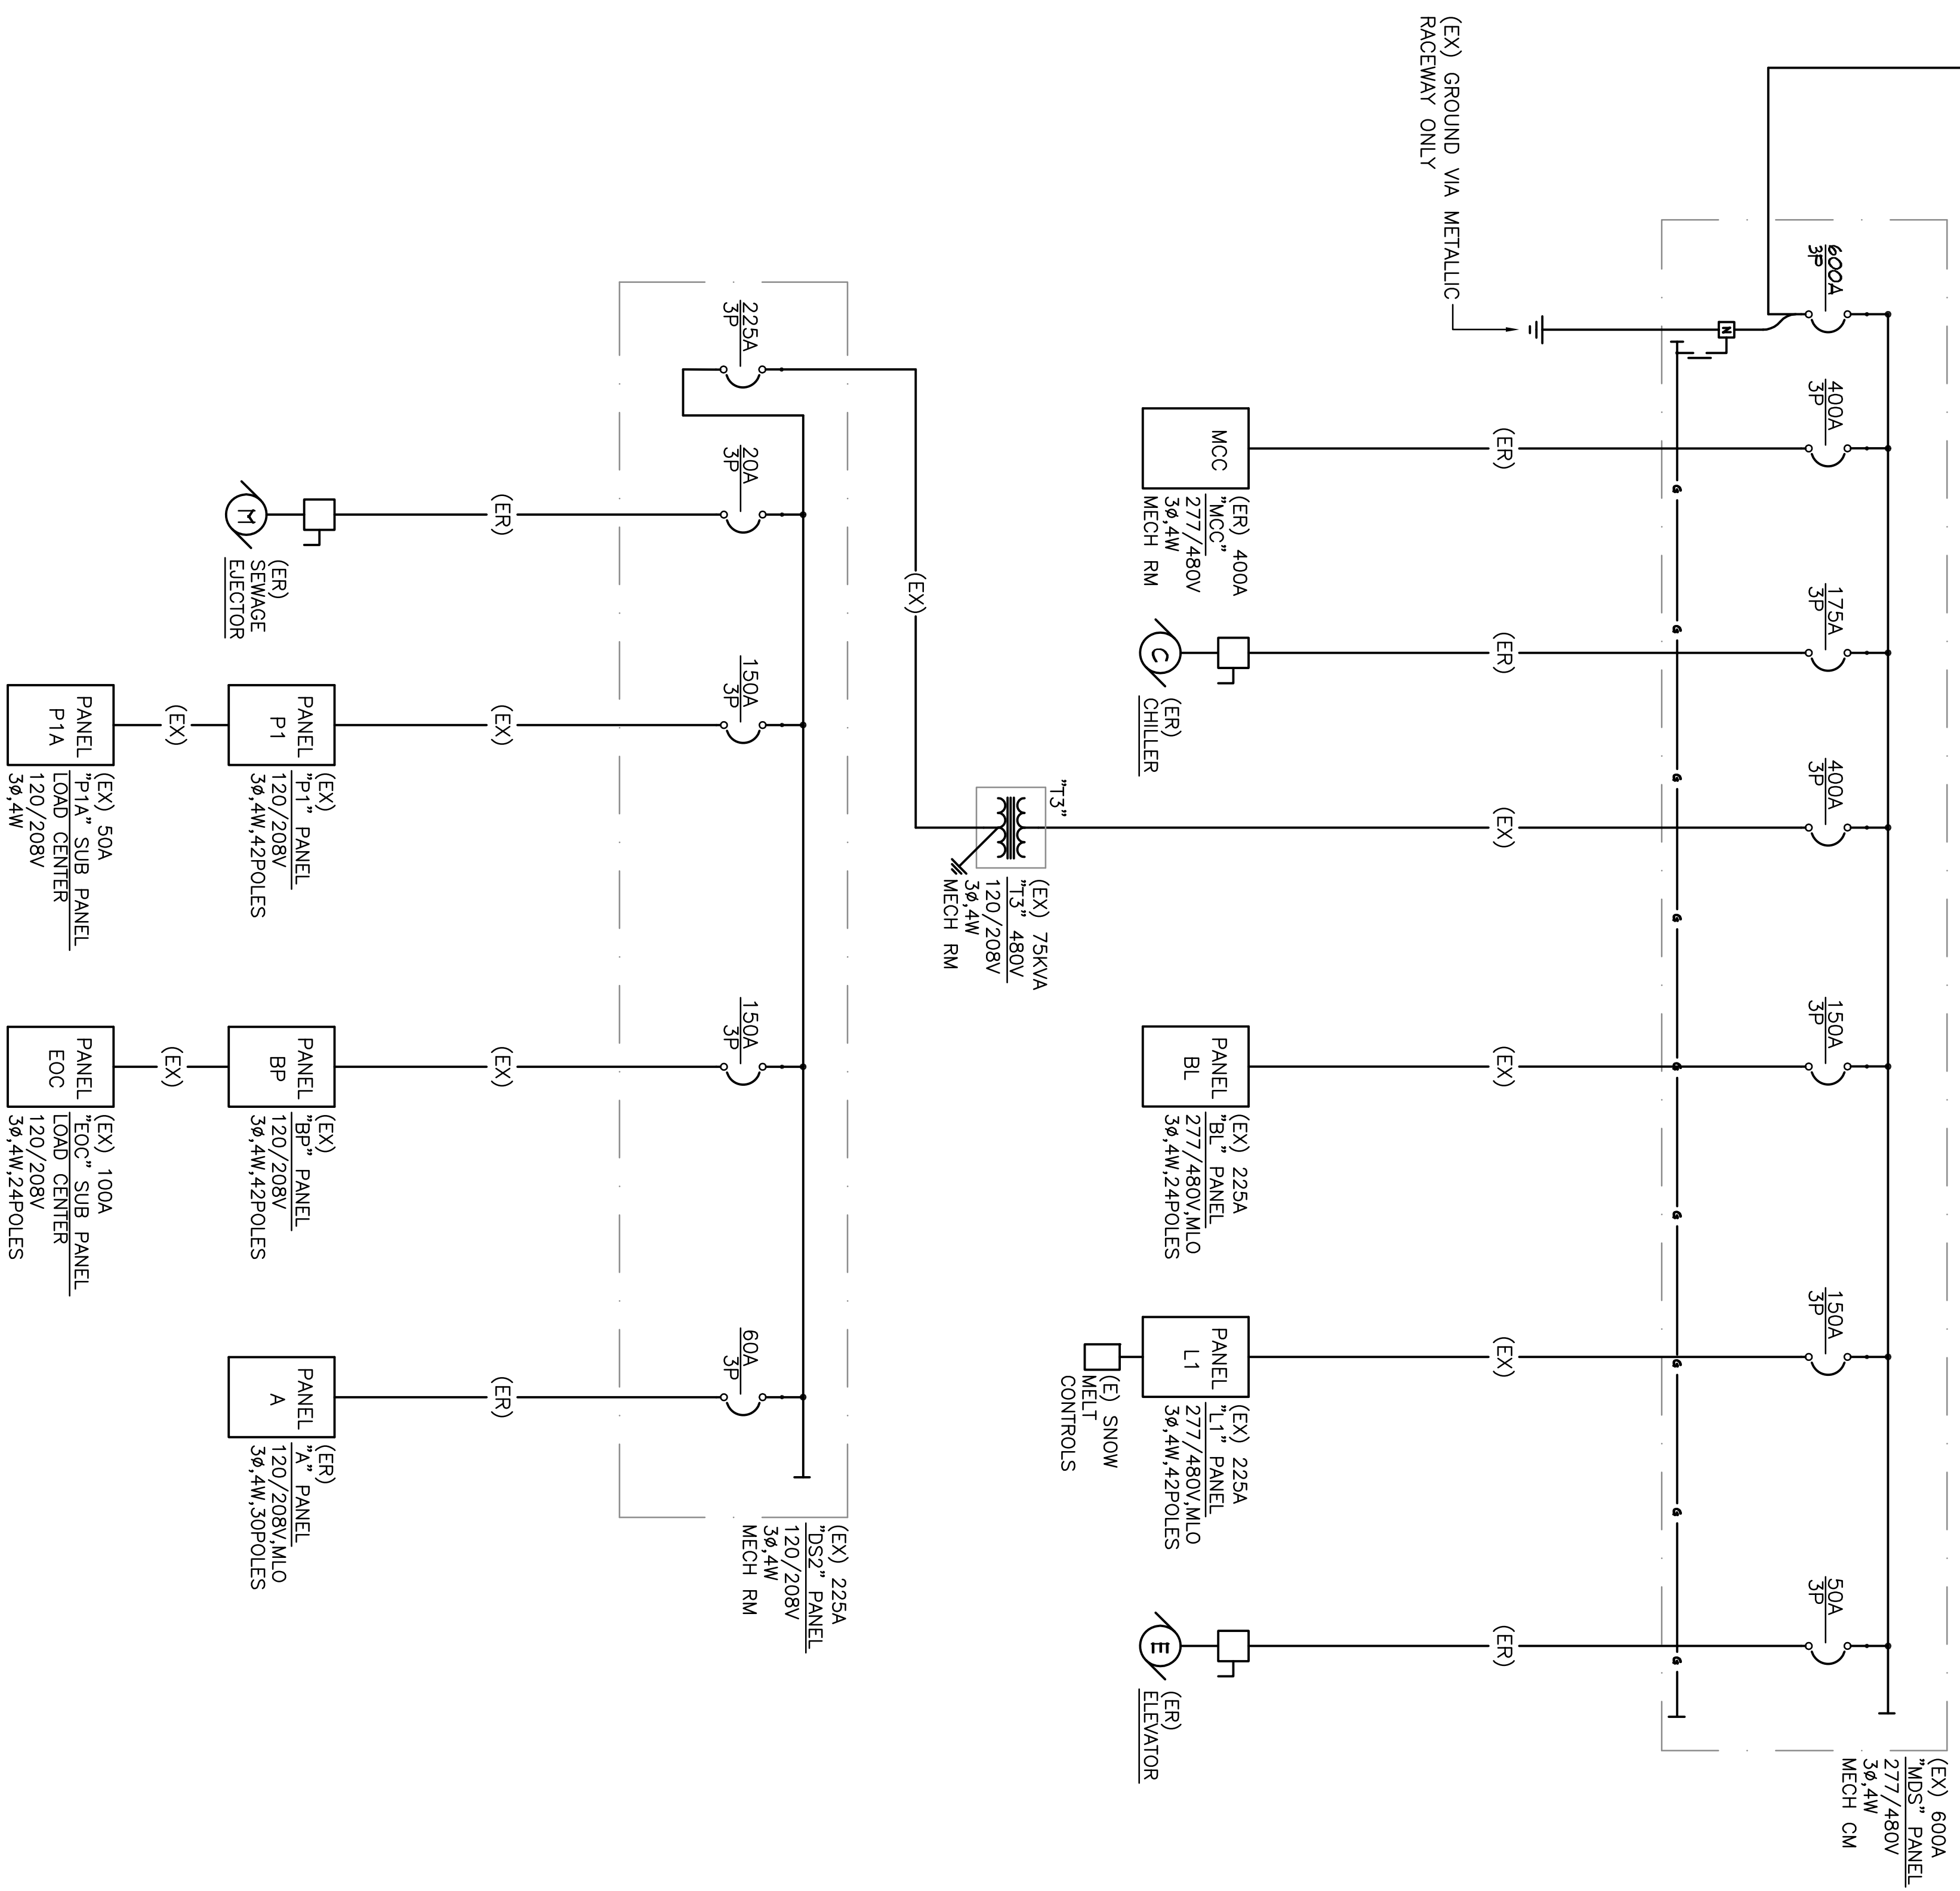 (EX) GROUND VIA METALLIC
RACEWAY ONLY
600A
3P
N
400A
3P
175A
3P
400A
3P
150A
3P
150A
3P
50A
3P
(EX) 600A
"MDS" PANEL
277/480V
3ø,4W
MECH CM
G
G
G
G
G
G
G
G
G
(ER)
(ER)
(EX)
(EX)
(EX)
(ER)
MCC
(ER) 400A
"MCC"
277/480V
3ø,4W
MECH RM
C
(ER)
CHILLER
"T3"
(EX) 75KVA
"T3" 480V
120/208V
3ø,4W
MECH RM
PANEL
BL
(EX) 225A
"BL" PANEL
277/480V,MLO
3ø,4W,24POLES
PANEL
L1
(EX) 225A
"L1" PANEL
277/480V,MLO
3ø,4W,42POLES
(E) SNOW
MELT
CONTROLS
E
(ER)
ELEVATOR
(EX)
225A
3P
20A
3P
150A
3P
150A
3P
60A
3P
(EX) 225A
"DS2" PANEL
120/208V
3ø,4W
MECH RM
(ER)
(EX)
(EX)
(ER)
M
(ER)
SEWAGE
EJECTOR
PANEL
P1
(EX)
"P1" PANEL
120/208V
3ø,4W,42POLES
PANEL
BP
(EX)
"BP" PANEL
120/208V
3ø,4W,42POLES
PANEL
A
(ER)
"A" PANEL
120/208V,MLO
3ø,4W,30POLES
(EX)
(EX)
PANEL
P1A
(EX) 50A
"P1A" SUB PANEL
LOAD CENTER
120/208V
3ø,4W
PANEL
EOC
(EX) 100A
"EOC" SUB PANEL
LOAD CENTER
120/208V
3ø,4W,24POLES